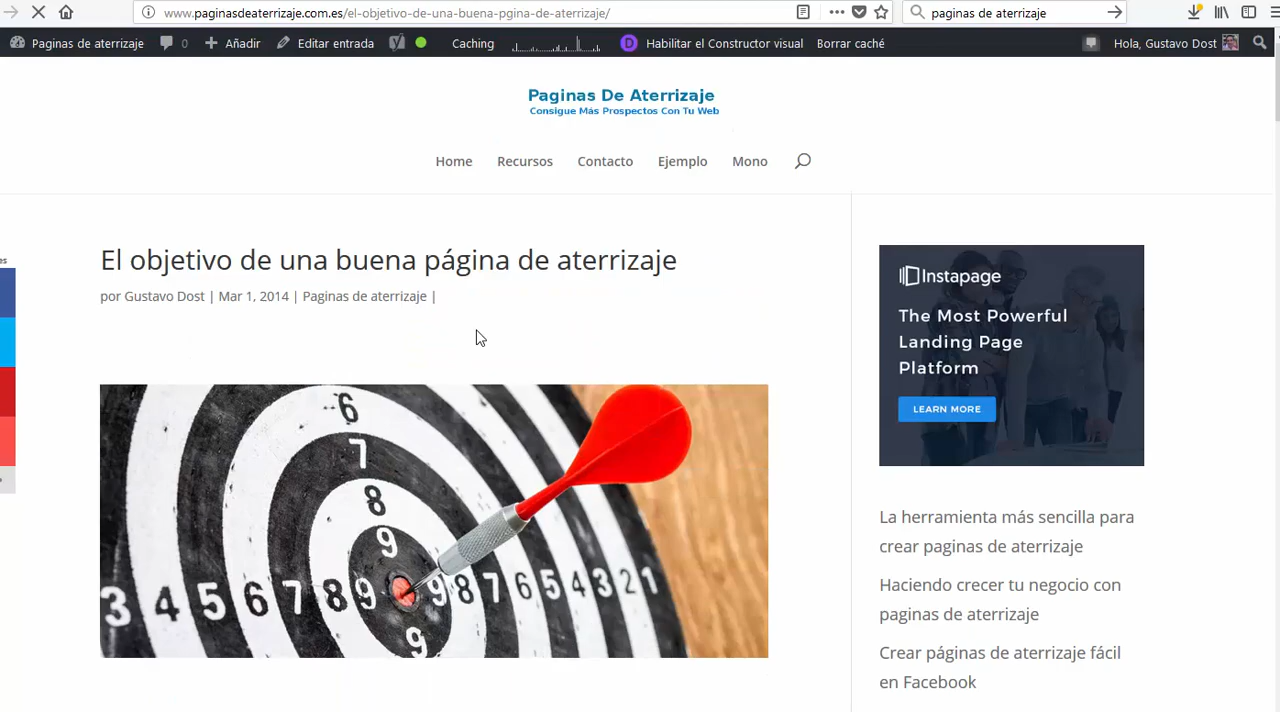 www.paginasdeaterrizaje.com.es/el-objetivo-de-una-buena-pgina-de-aterrizaje/
paginas de aterrizaje
Paginas de aterrizaje 0 Añadir Editar entrada Caching Habilitar el Constructor visual Borrar caché Hola, Gustavo Dost
Paginas De Aterrizaje
Consigue Más Prospectos Con Tu Web
Home Recursos Contacto Ejemplo Mono
El objetivo de una buena página de aterrizaje
por Gustavo Dost | Mar 1, 2014 | Paginas de aterrizaje |
es
6
7
8
9
3 4 5 6 7 8 9 9 8 7 6 5 4 3 2 1
9
Instapage
The Most Powerful
Landing Page
Platform
LEARN MORE
La herramienta más sencilla para
crear paginas de aterrizaje
Haciendo crecer tu negocio con
paginas de aterrizaje
Crear páginas de aterrizaje fácil
en Facebook